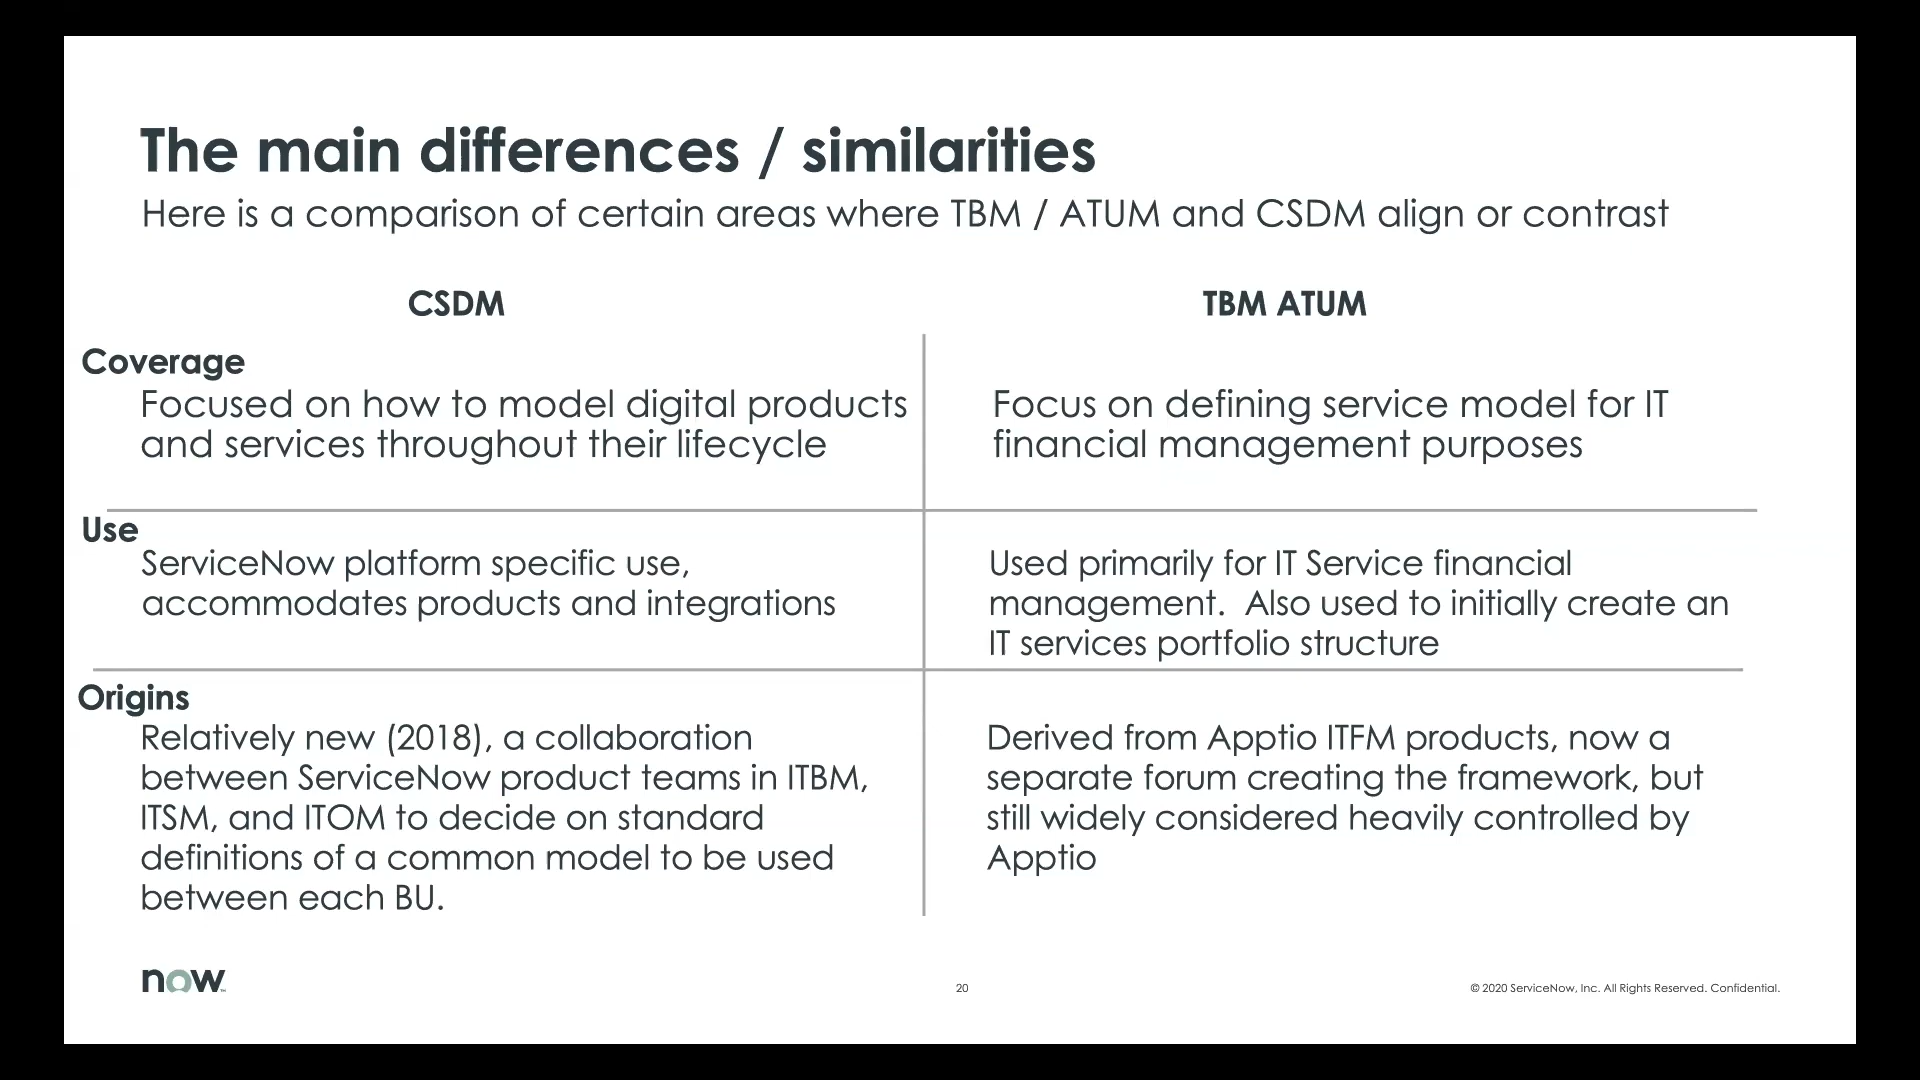 The main differences / similarities
Here is a comparison of certain areas where TBM / ATUM and CSDM align or contrast
CSDM
TBM ATUM
Coverage
Focused on how to model digital products
and services throughout their lifecycle
Focus on defining service model for IT
financial management purposes
Use
ServiceNow platform specific use,
accommodates products and integrations
Used primarily for IT Service financial
management.  Also used to initially create an
IT services portfolio structure
Origins
Relatively new (2018), a collaboration
between ServiceNow product teams in ITBM,
ITSM, and ITOM to decide on standard
definitions of a common model to be used
between each BU.
Derived from Apptio ITFM products, now a
separate forum creating the framework, but
still widely considered heavily controlled by
Apptio
now
20
© 2020 ServiceNow, Inc. All Rights Reserved. Confidential.